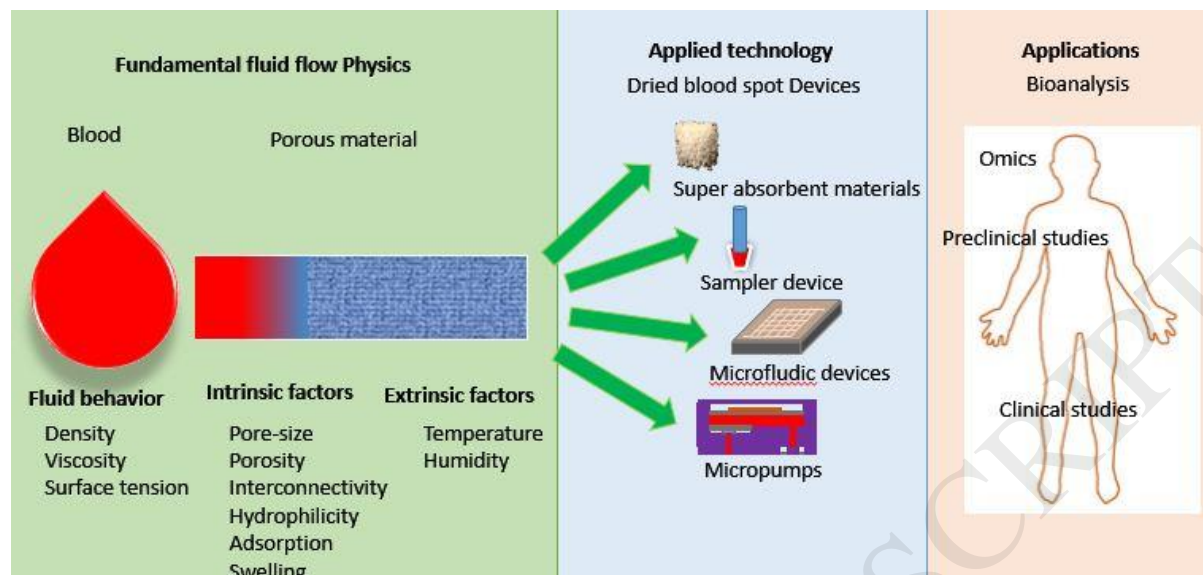 Fundamental fluid flow Physics
Blood
Porous material
Fluid behavior
Density
Viscosity
Surface tension
Intrinsic factors
Pore-size
Porosity
Interconnectivity
Hydrophilicity
Adsorption
Swelling
Extrinsic factors
Temperature
Humidity
Applied technology
Dried blood spot Devices
Super absorbent materials
Sampler device
Microfludic devices
Micropumps
Applications
Bioanalysis
Omics
Preclinical studies
Clinical studies
SCRIPT